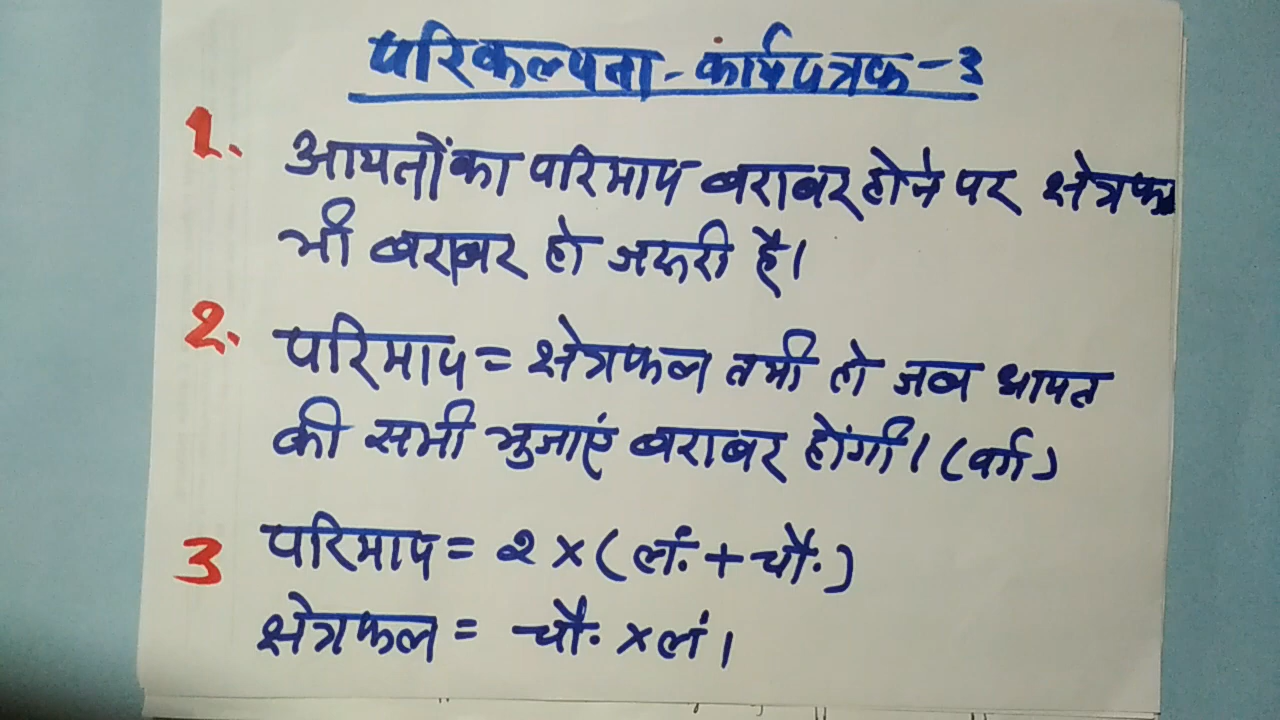 परिकल्पना - कार्यपत्रक - 3
1. आयतों का परिमाप बराबर होने पर क्षेत्रफल
भी बराबर हो जरूरी है।
2. परिमाप = क्षेत्रफल तभी हो जब आयत
की सभी भुजाएं बराबर होंगी। (वर्ग)
3 परिमाप = २ × (लं. + चौ.)
क्षेत्रफल = चौ. × लं।